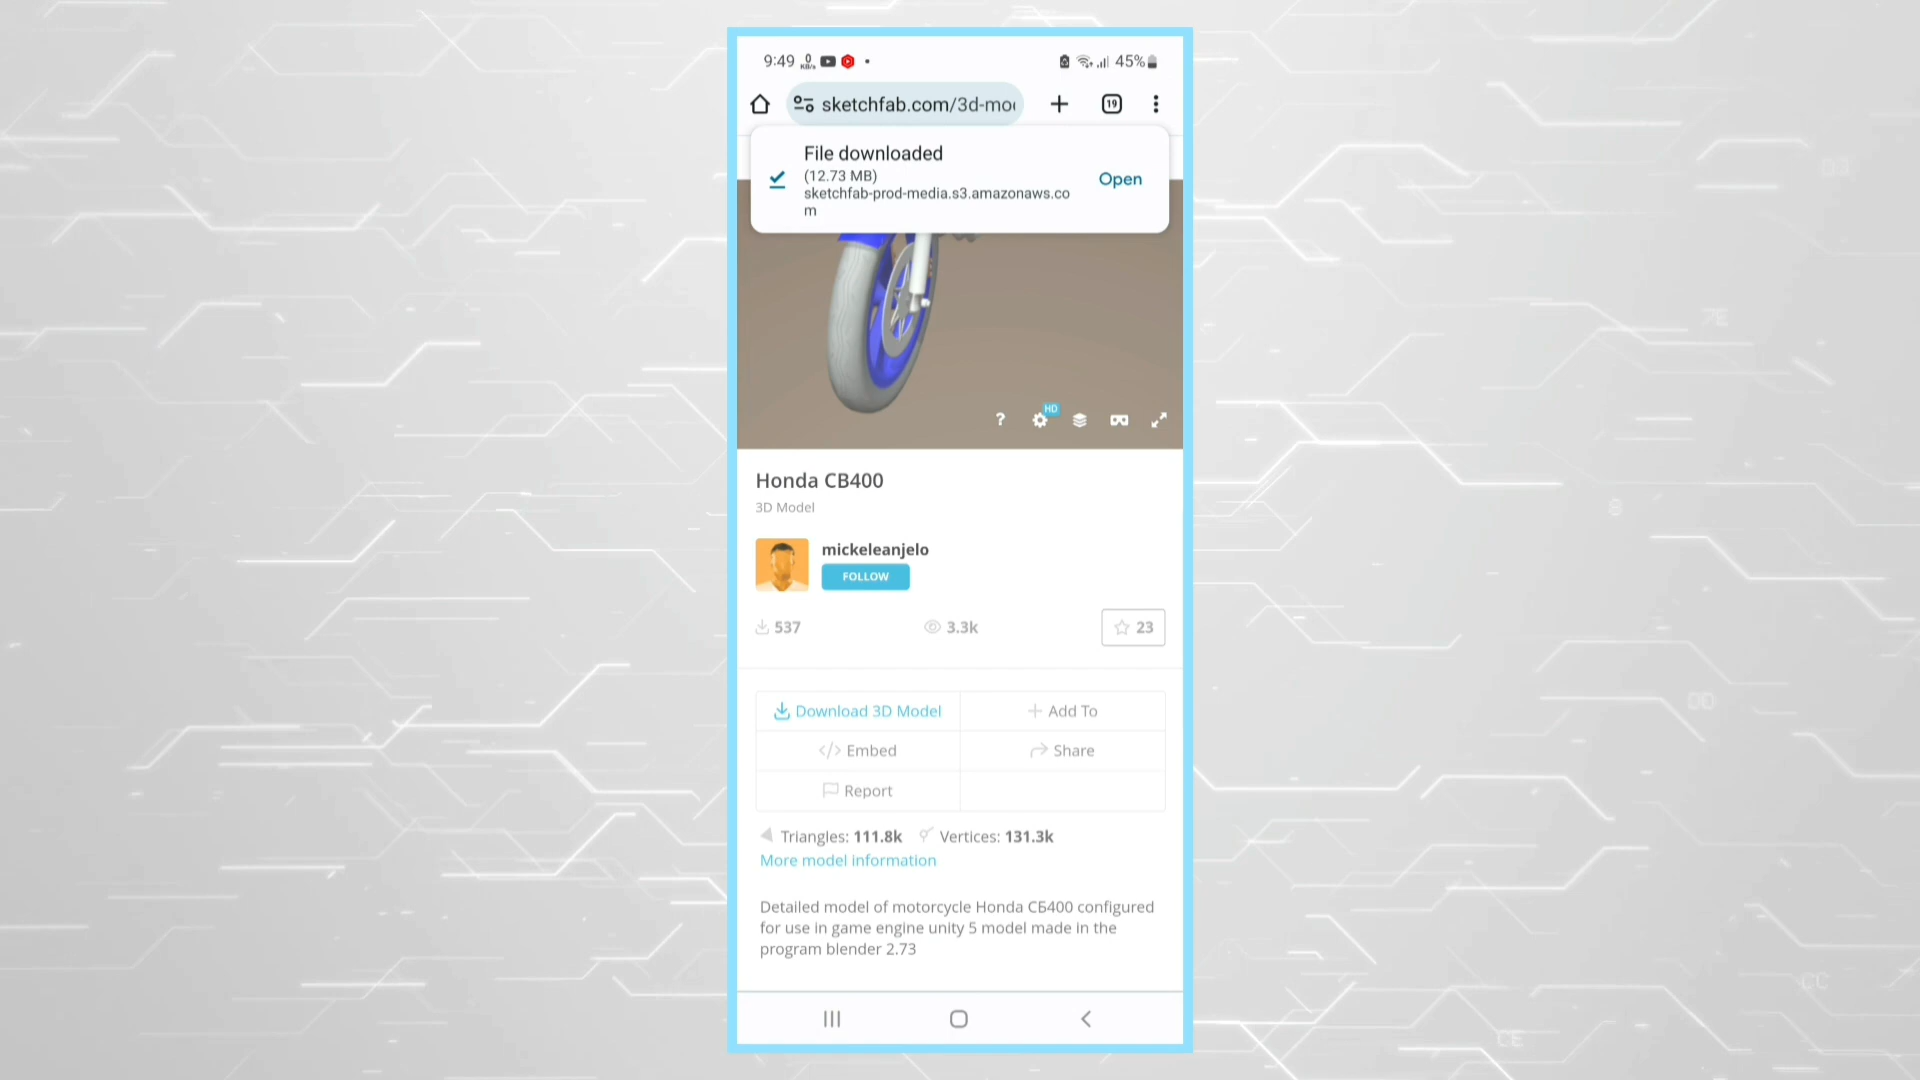 9:49 0 KB/s 45%
sketchfab.com/3d-mo
19
File downloaded
(12.73 MB)
sketchfab-prod-media.s3.amazonaws.co
m
Open
? HD
Honda CB400
3D Model
mickeleanjelo
FOLLOW
537 3.3k 23
Download 3D Model Add To
</> Embed Share
Report
Triangles: 111.8k Vertices: 131.3k
More model information
Detailed model of motorcycle Honda СБ400 configured
for use in game engine unity 5 model made in the
program blender 2.73